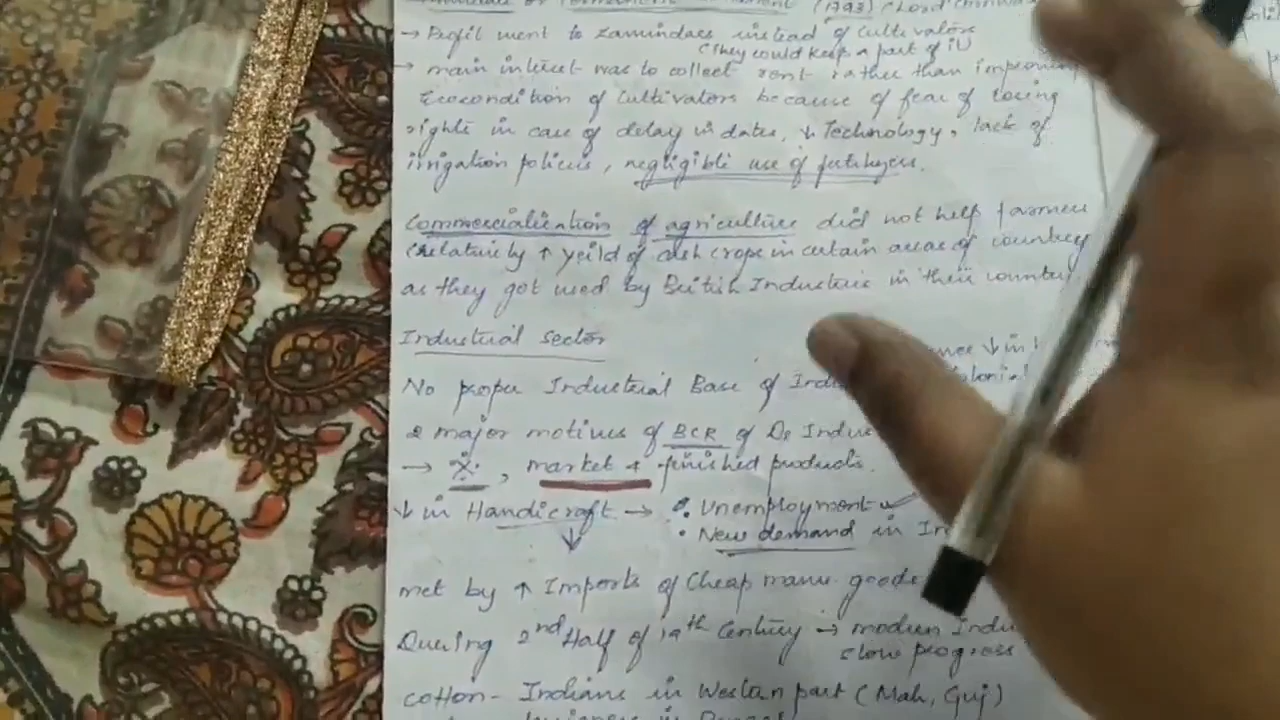 (1793) (Lord
→ Profit went to zamindars instead of cultivators
(They could keep a part of it)
→ main interest was to collect rent rather than improving
condition of cultivators because of fear of losing
rights in case of delay in dates, ↓ Technology, lack of
irrigation policies, negligible use of fertilizers.
Commercialization of agriculture did not help farmers
(Relatively ↑ yeild of cash crops in certain areas of country
as they got used by British Industries in their country.
Industrial sector
No proper Industrial Base of
2 major motives of BCR of De
→ , market + finished products.
↓ in Handicraft → • Unemployment
• New demand in
met by ↑ Imports of Cheap manu. goods
During 2nd Half of 19th Century → modern
slow progress
cotton - Indians in Western part (Mah, Guj)